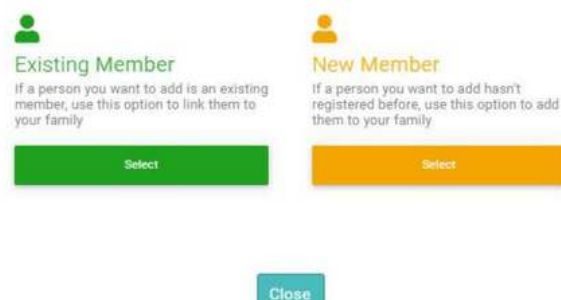 Existing Member
If a person you want to add is an existing
member, use this option to link them to
your family
Select
New Member
If a person you want to add hasn't
registered before, use this option to add
them to your family
Select
Close